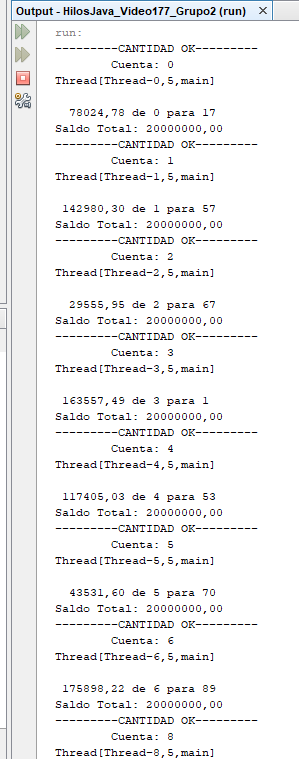 Output - HilosJava_Video177_Grupo2 (run) ×
run:
---------CANTIDAD OK---------
Cuenta: 0
Thread[Thread-0,5,main]
78024,78 de 0 para 17
Saldo Total: 20000000,00
---------CANTIDAD OK---------
Cuenta: 1
Thread[Thread-1,5,main]
142980,30 de 1 para 57
Saldo Total: 20000000,00
---------CANTIDAD OK---------
Cuenta: 2
Thread[Thread-2,5,main]
29555,95 de 2 para 67
Saldo Total: 20000000,00
---------CANTIDAD OK---------
Cuenta: 3
Thread[Thread-3,5,main]
163557,49 de 3 para 1
Saldo Total: 20000000,00
---------CANTIDAD OK---------
Cuenta: 4
Thread[Thread-4,5,main]
117405,03 de 4 para 53
Saldo Total: 20000000,00
---------CANTIDAD OK---------
Cuenta: 5
Thread[Thread-5,5,main]
43531,60 de 5 para 70
Saldo Total: 20000000,00
---------CANTIDAD OK---------
Cuenta: 6
Thread[Thread-6,5,main]
175898,22 de 6 para 89
Saldo Total: 20000000,00
---------CANTIDAD OK---------
Cuenta: 8
Thread[Thread-8,5,main]